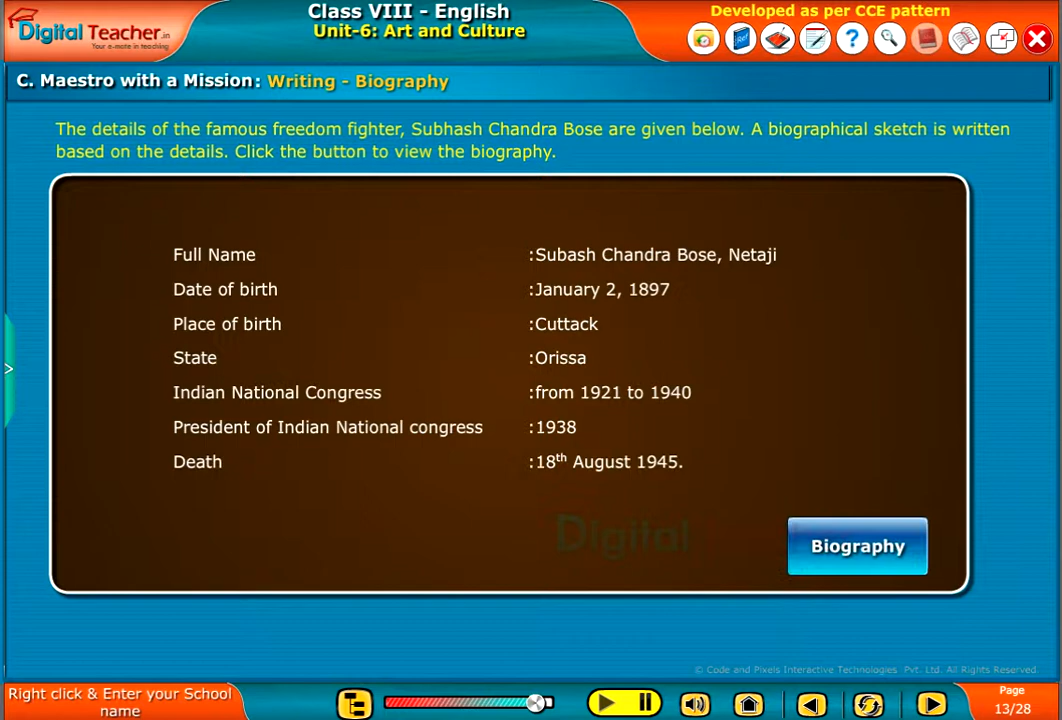 Digital Teacher.in
Your e-mate in teaching
Class VIII - English
Unit-6: Art and Culture
Developed as per CCE pattern
Ref
?
C. Maestro with a Mission: Writing - Biography
The details of the famous freedom fighter, Subhash Chandra Bose are given below. A biographical sketch is written
based on the details. Click the button to view the biography.
Full Name :Subash Chandra Bose, Netaji
Date of birth :January 2, 1897
Place of birth :Cuttack
State :Orissa
Indian National Congress :from 1921 to 1940
President of Indian National congress :1938
Death :18th August 1945.
Digital
Biography
>
© Code and Pixels Interactive Technologies Pvt. Ltd. All Rights Reserved.
Right click & Enter your School
name
Page
13/28